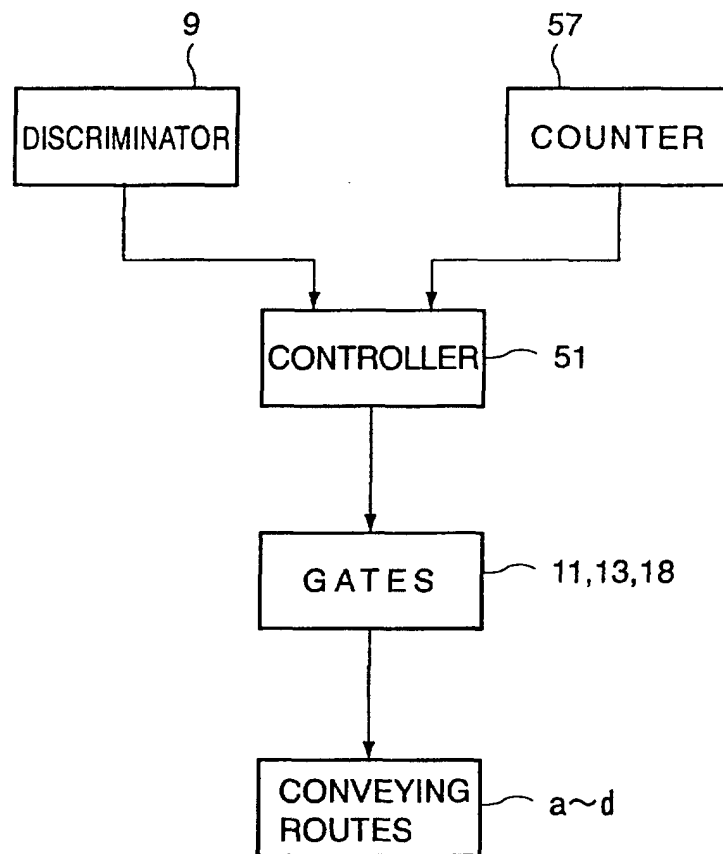 9
57
DISCRIMINATOR
COUNTER
CONTROLLER
51
GATES
11,13,18
CONVEYING
ROUTES
a~d